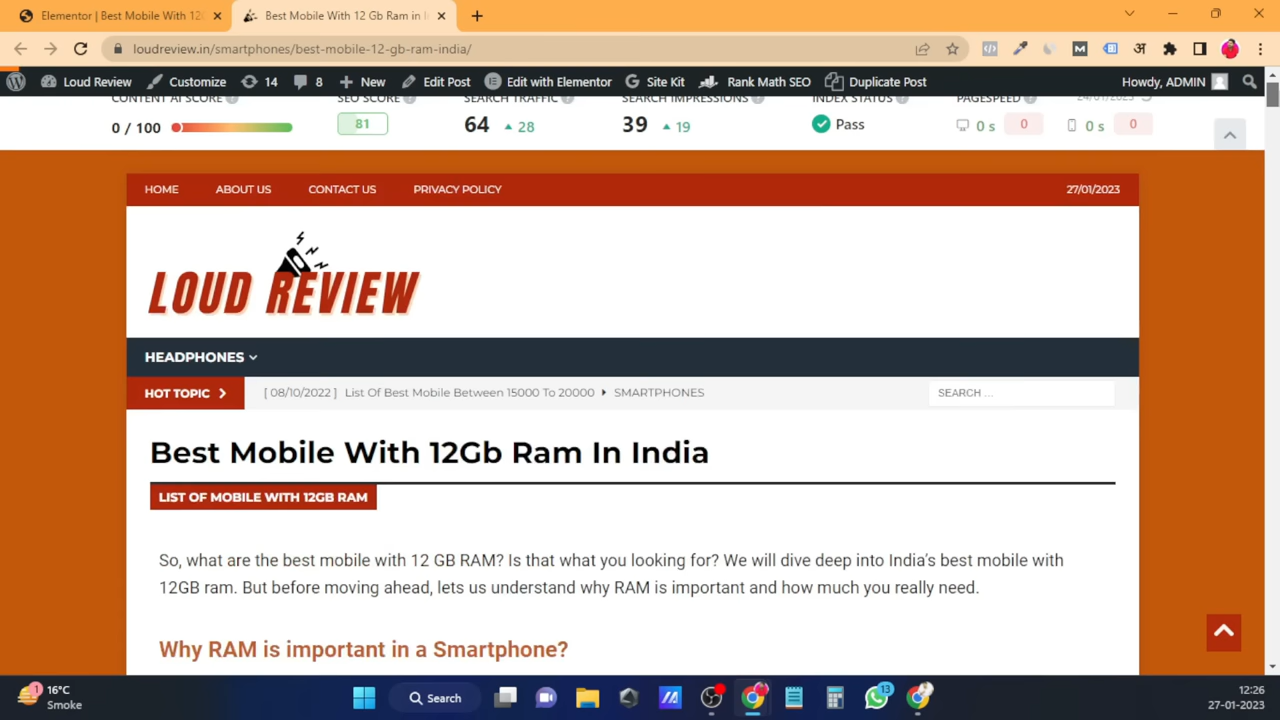 Elementor | Best Mobile With 12G
Best Mobile With 12 Gb Ram in I
loudreview.in/smartphones/best-mobile-12-gb-ram-india/
Loud Review
Customize
14
8
New
Edit Post
Edit with Elementor
Site Kit
Rank Math SEO
Duplicate Post
Howdy, ADMIN
CONTENT AI SCORE
SEO SCORE
SEARCH TRAFFIC
SEARCH IMPRESSIONS
INDEX STATUS
PAGESPEED
24/01/2023
0 / 100
81
64
28
39
19
Pass
0 s
0
0 s
0
HOME
ABOUT US
CONTACT US
PRIVACY POLICY
27/01/2023
LOUD REVIEW
HEADPHONES
HOT TOPIC
[ 08/10/2022 ] List Of Best Mobile Between 15000 To 20000
SMARTPHONES
SEARCH ...
Best Mobile With 12Gb Ram In India
LIST OF MOBILE WITH 12GB RAM
So, what are the best mobile with 12 GB RAM? Is that what you looking for? We will dive deep into India’s best mobile with
12GB ram. But before moving ahead, lets us understand why RAM is important and how much you really need.
Why RAM is important in a Smartphone?
1
16°C
Smoke
Search
13
12:26
27-01-2023